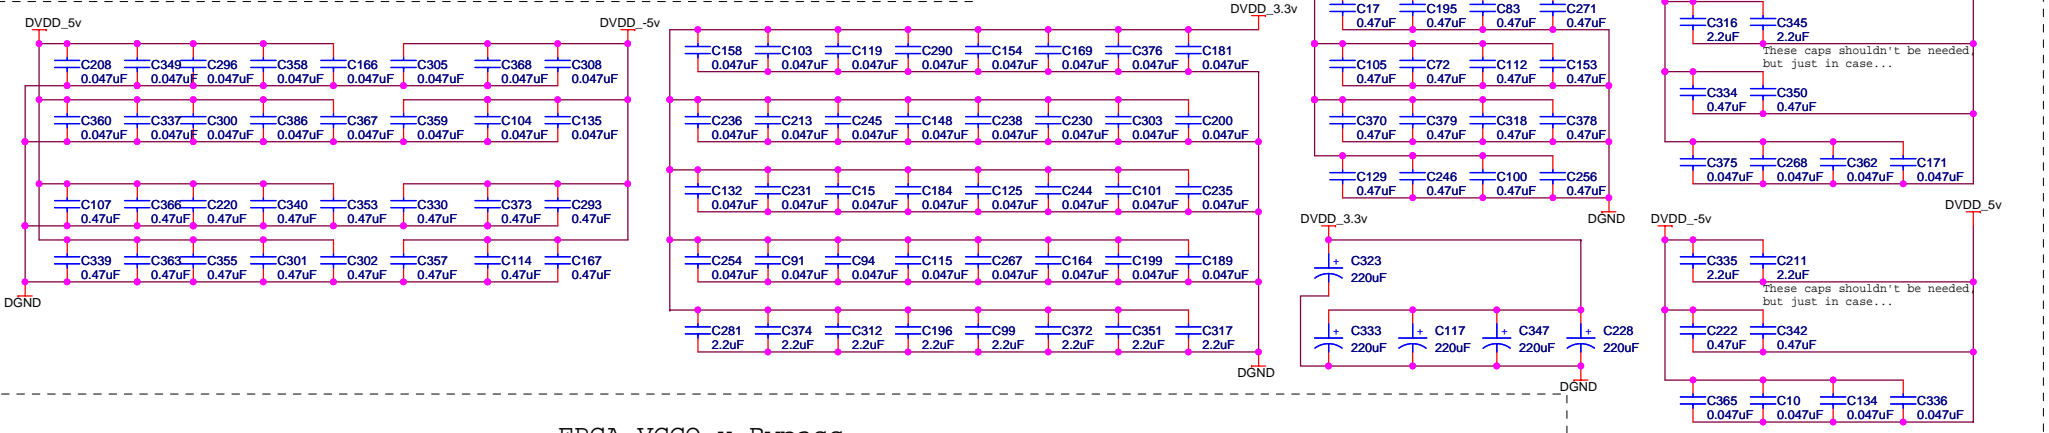 DVDD_5v
DVDD_-5v
C208 C349 C296 C358 C166 C305 C368 C308
0.047uF 0.047uF 0.047uF 0.047uF 0.047uF 0.047uF 0.047uF 0.047uF
C360 C337 C300 C386 C367 C359 C104 C135
0.047uF 0.047uF 0.047uF 0.047uF 0.047uF 0.047uF 0.047uF 0.047uF
C107 C366 C220 C340 C353 C330 C373 C293
0.47uF 0.47uF 0.47uF 0.47uF 0.47uF 0.47uF 0.47uF 0.47uF
C339 C363 C355 C301 C302 C357 C114 C167
0.47uF 0.47uF 0.47uF 0.47uF 0.47uF 0.47uF 0.47uF 0.47uF
DGND
DVDD_3.3v
C158 C103 C119 C290 C154 C169 C376 C181
0.047uF 0.047uF 0.047uF 0.047uF 0.047uF 0.047uF 0.047uF 0.047uF
C236 C213 C245 C148 C238 C230 C303 C200
0.047uF 0.047uF 0.047uF 0.047uF 0.047uF 0.047uF 0.047uF 0.047uF
C132 C231 C15 C184 C125 C244 C101 C235
0.047uF 0.047uF 0.047uF 0.047uF 0.047uF 0.047uF 0.047uF 0.047uF
C254 C91 C94 C115 C267 C164 C199 C189
0.047uF 0.047uF 0.047uF 0.047uF 0.047uF 0.047uF 0.047uF 0.047uF
C281 C374 C312 C196 C99 C372 C351 C317
2.2uF 2.2uF 2.2uF 2.2uF 2.2uF 2.2uF 2.2uF 2.2uF
DGND
C17 C195 C83 C271
0.47uF 0.47uF 0.47uF 0.47uF
C105 C72 C112 C153
0.47uF 0.47uF 0.47uF 0.47uF
C370 C379 C318 C378
0.47uF 0.47uF 0.47uF 0.47uF
C129 C246 C100 C256
0.47uF 0.47uF 0.47uF 0.47uF
DGND
DVDD_3.3v
+ C323
220uF
+ C333 + C117 + C347 + C228
220uF 220uF 220uF 220uF
DGND
C316 C345
2.2uF 2.2uF
These caps shouldn't be needed,
but just in case...
C334 C350
0.47uF 0.47uF
C375 C268 C362 C171
0.047uF 0.047uF 0.047uF 0.047uF
DVDD_-5v
DVDD_5v
C335 C211
2.2uF 2.2uF
These caps shouldn't be needed,
but just in case...
C222 C342
0.47uF 0.47uF
C365 C10 C134 C336
0.047uF 0.047uF 0.047uF 0.047uF